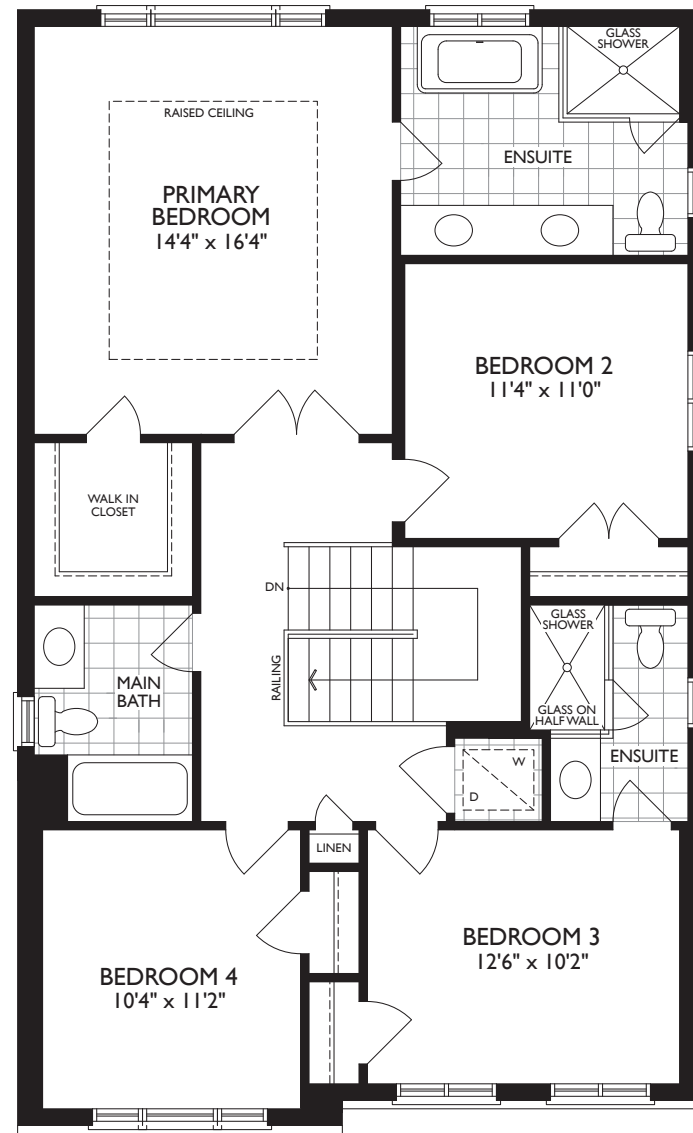 GLASS
SHOWER
RAISED CEILING
ENSUITE
PRIMARY
BEDROOM
14'4" x 16'4"
BEDROOM 2
11'4" x 11'0"
WALK IN
CLOSET
DN
RAILING
GLASS
SHOWER
GLASS ON
HALF WALL
MAIN
BATH
ENSUITE
W
D
LINEN
BEDROOM 3
12'6" x 10'2"
BEDROOM 4
10'4" x 11'2"